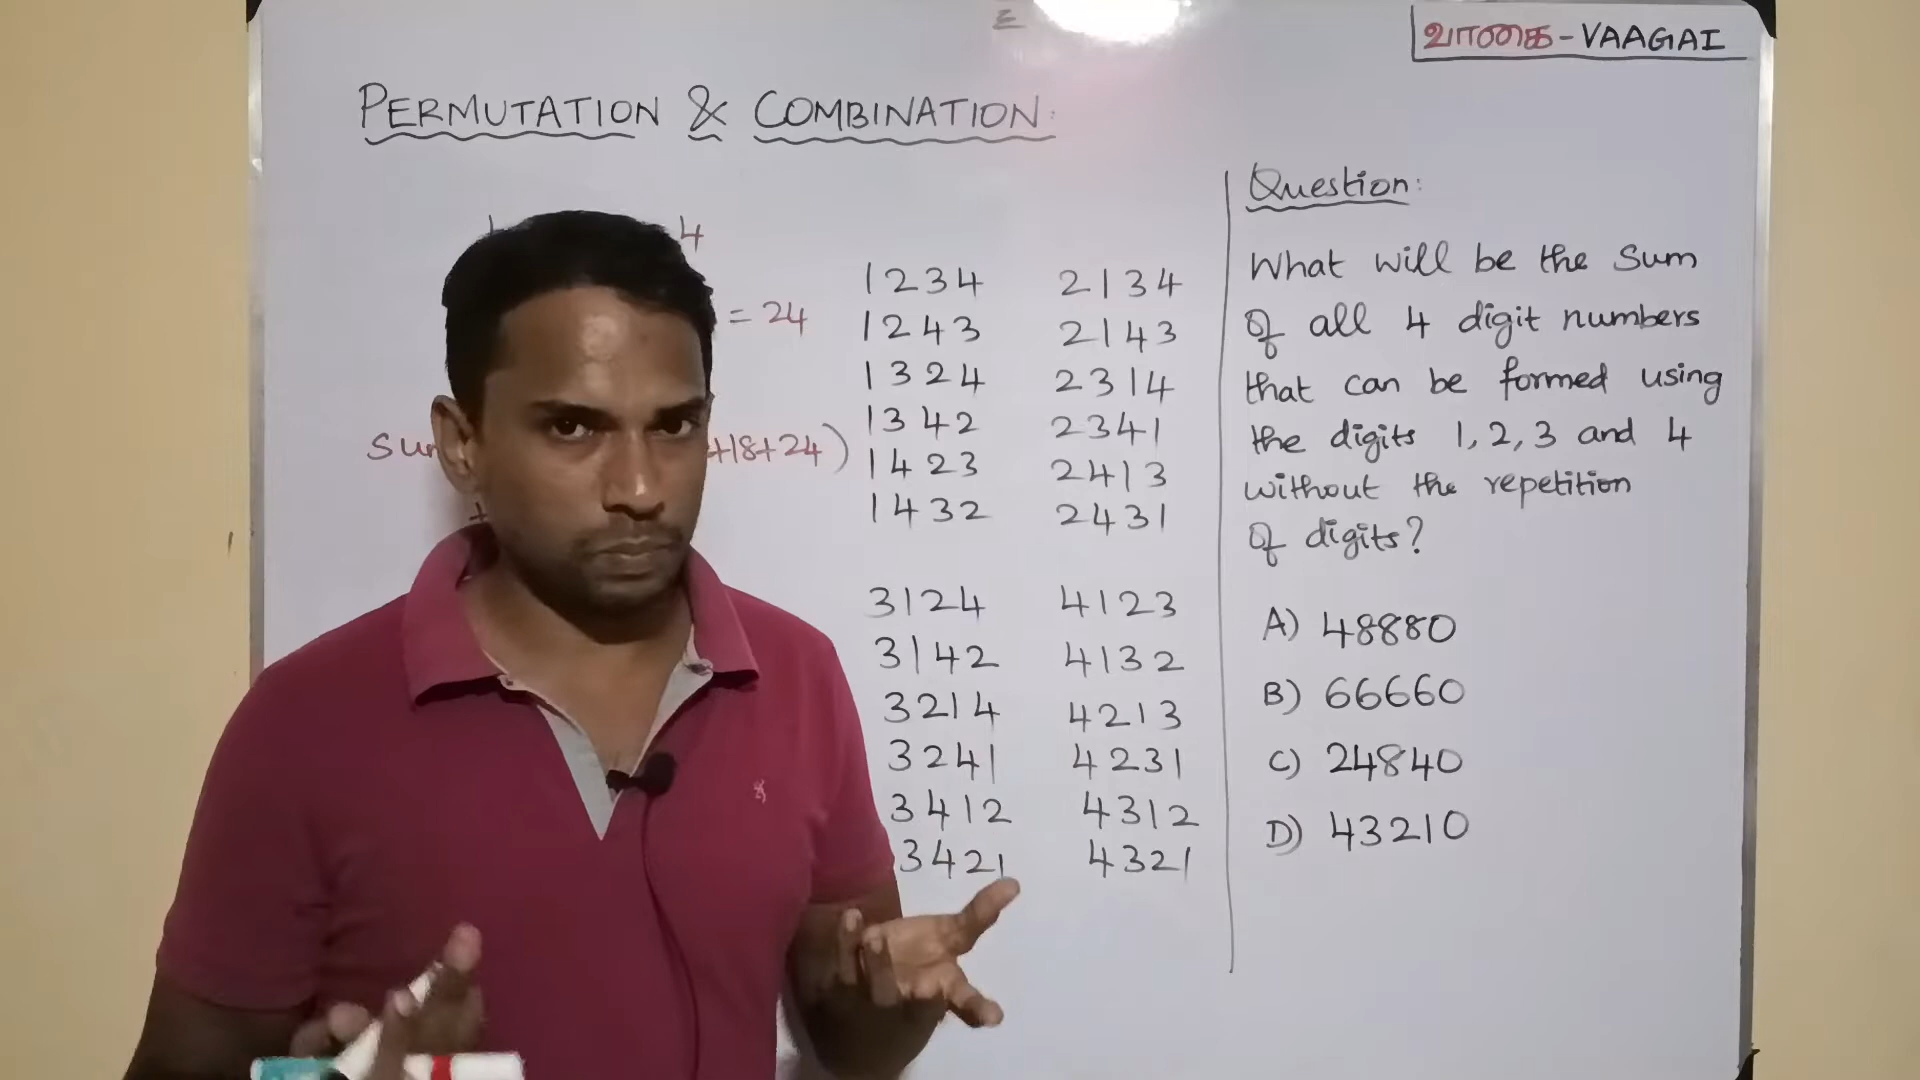 வாகை - VAAGAI
PERMUTATION & COMBINATION:
4
= 24
+18+24)
1234
1243
1324
1342
1423
1432
2134
2143
2314
2341
2413
2431
3124
3142
3214
3241
3412
3421
4123
4132
4213
4231
4312
4321
Question:
What will be the Sum
Of all 4 digit numbers
that can be formed using
the digits 1, 2, 3 and 4
without the repetition
Of digits?
A) 48880
B) 66660
C) 24840
D) 43210